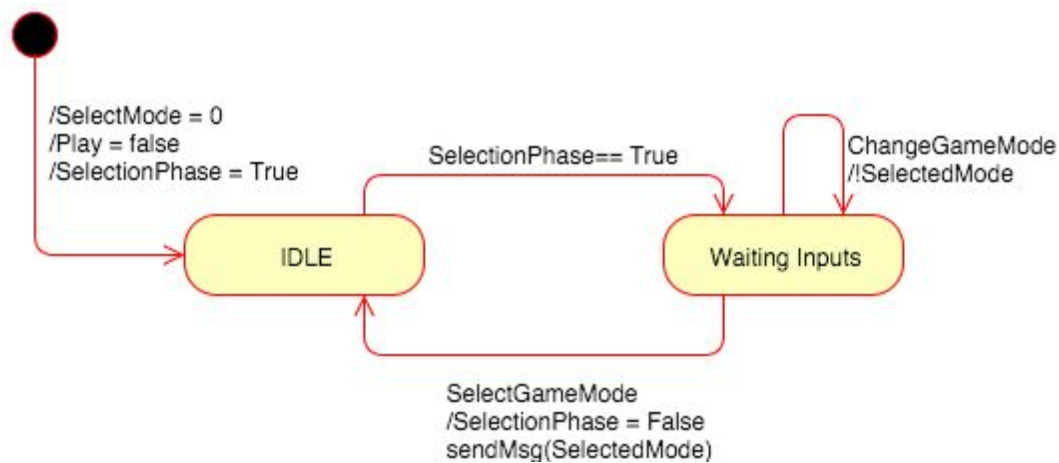 /SelectMode = 0
/Play = false
/SelectionPhase = True
SelectionPhase== True
ChangeGameMode
/!SelectedMode
IDLE
Waiting Inputs
SelectGameMode
/SelectionPhase = False
sendMsg(SelectedMode)